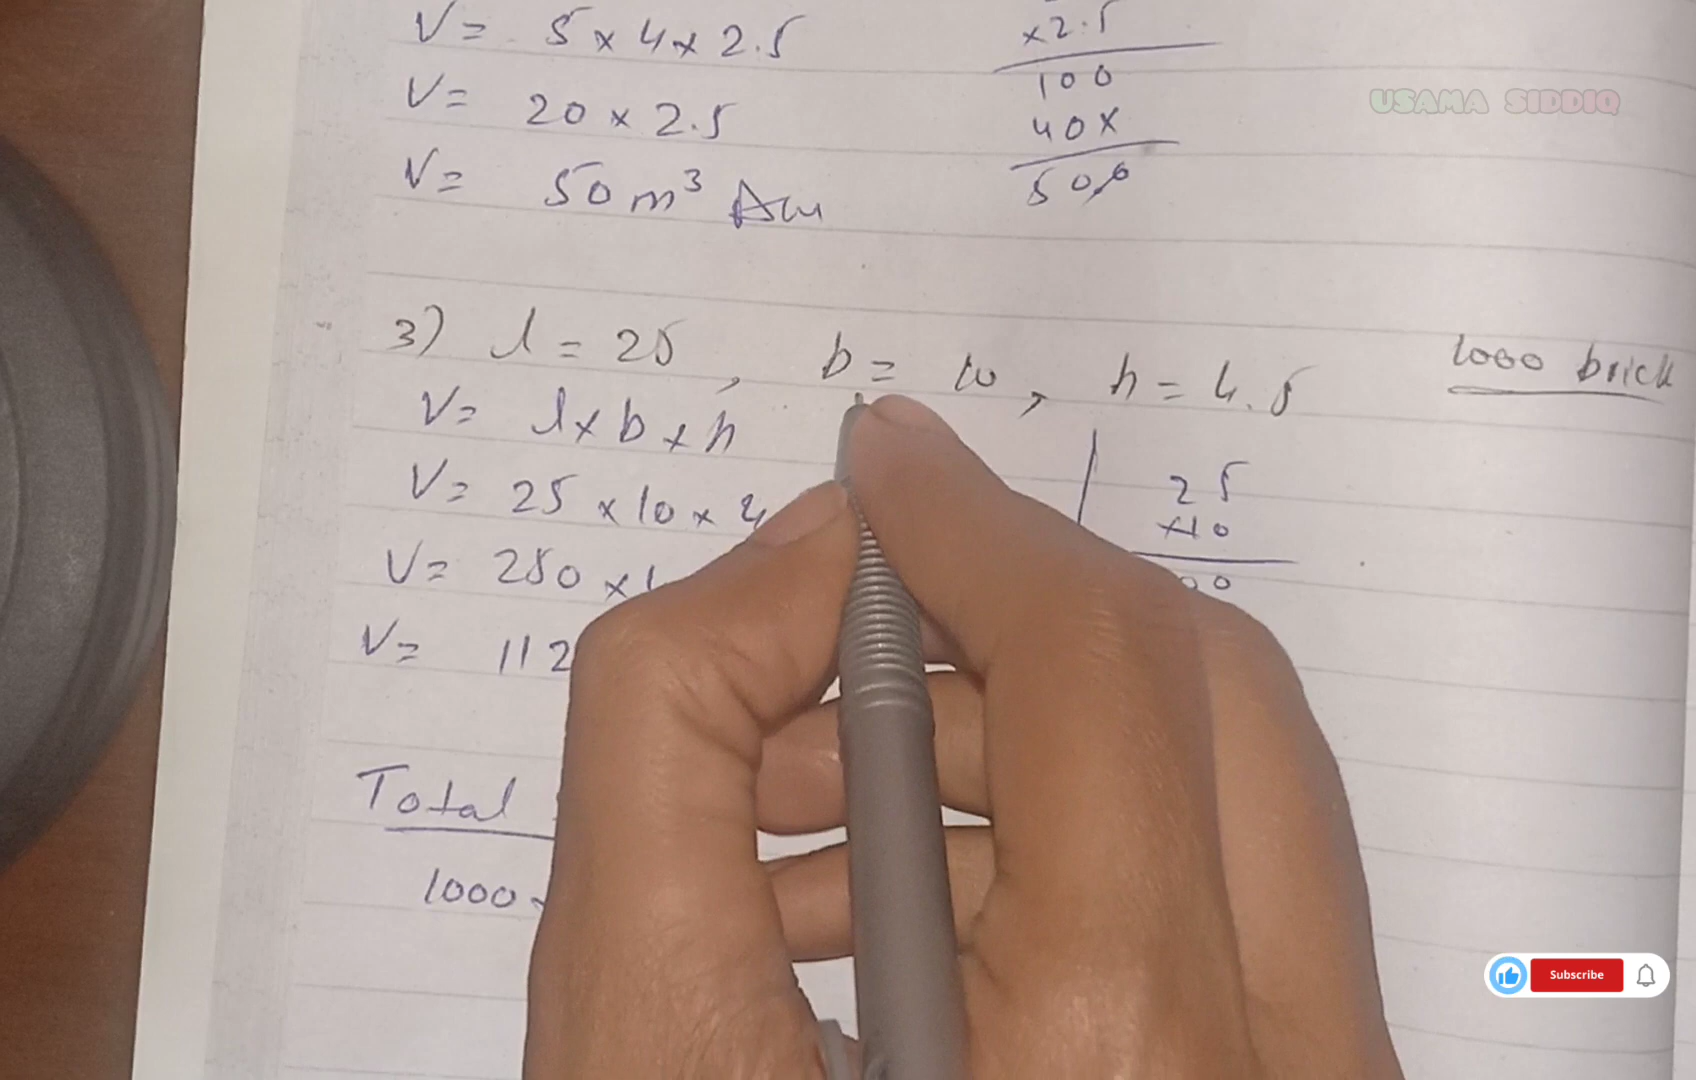 V= 5 x 4 x 2.5
x2.5
V= 20 x 2.5
100
40x
V= 50 m³ Ans
500
USAMA SIDDIQ
3) l = 25, b = 10, h = 4.5
1000 brick
V= l x b x h
V= 25 x 10 x 4
25
x10
V= 250 x
00
V= 112
Total
1000
Subscribe